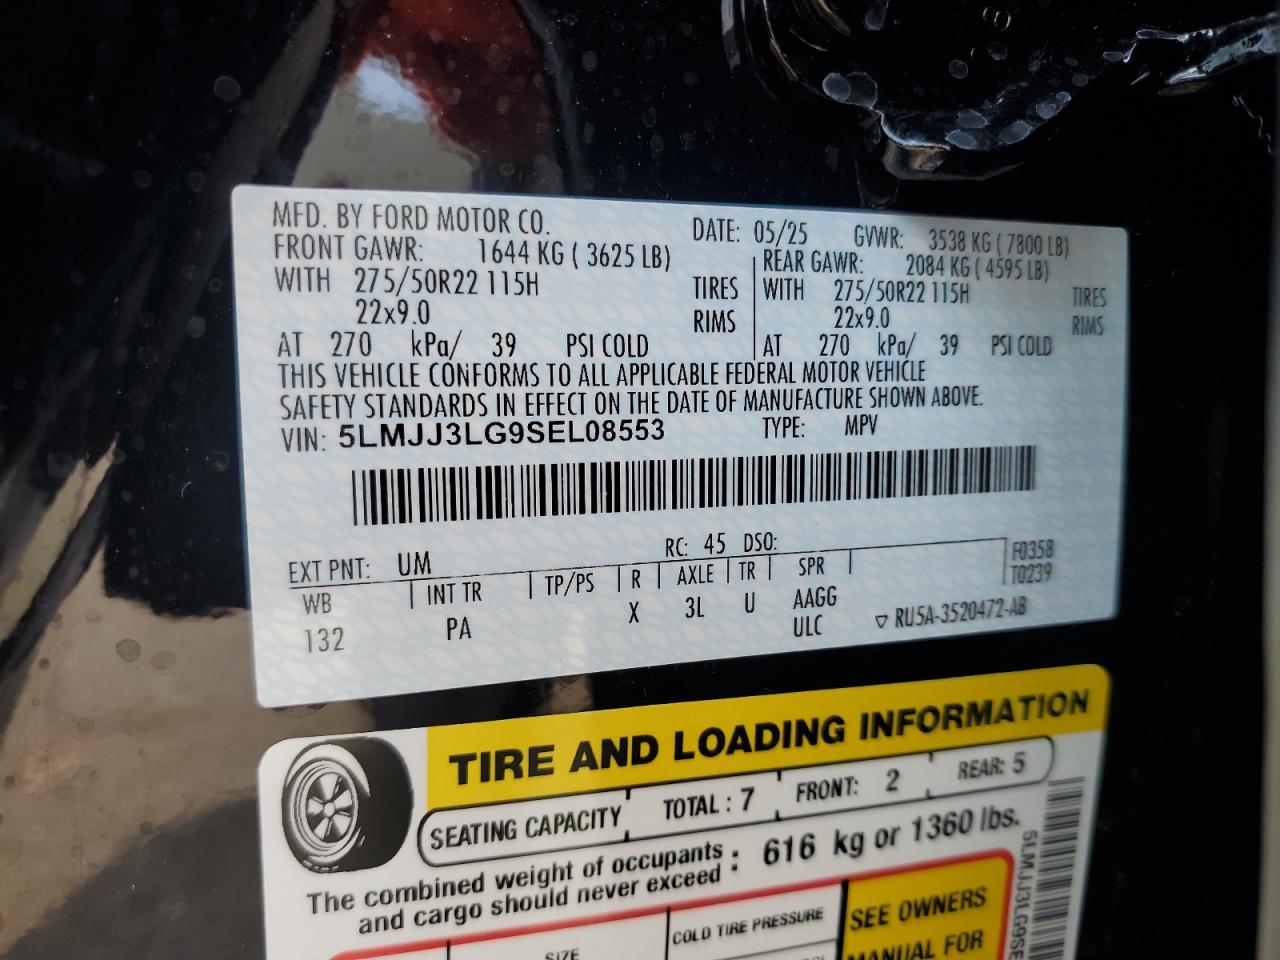 MFD. BY FORD MOTOR CO. DATE: 05/25 GVWR: 3538 KG ( 7800 LB)
FRONT GAWR: 1644 KG ( 3625 LB) REAR GAWR: 2084 KG ( 4595 LB)
WITH 275/50R22 115H TIRES WITH 275/50R22 115H TIRES
22x9.0 RIMS 22x9.0 RIMS
AT 270 kPa/ 39 PSI COLD AT 270 kPa/ 39 PSI COLD
THIS VEHICLE CONFORMS TO ALL APPLICABLE FEDERAL MOTOR VEHICLE
SAFETY STANDARDS IN EFFECT ON THE DATE OF MANUFACTURE SHOWN ABOVE.
VIN: 5LMJJ3LG9SEL08553 TYPE: MPV
EXT PNT: UM RC: 45 DSO: F0358
WB INT TR TP/PS R AXLE TR SPR T0239
132 PA X 3L U AAGG
ULC ▽ RU5A-3520472-AB
TIRE AND LOADING INFORMATION
SEATING CAPACITY TOTAL : 7 FRONT: 2 REAR: 5
The combined weight of occupants : 616 kg or 1360 lbs.
and cargo should never exceed
SIZE COLD TIRE PRESSURE SEE OWNERS
MANUAL FOR
5LMJJ3LG9SE